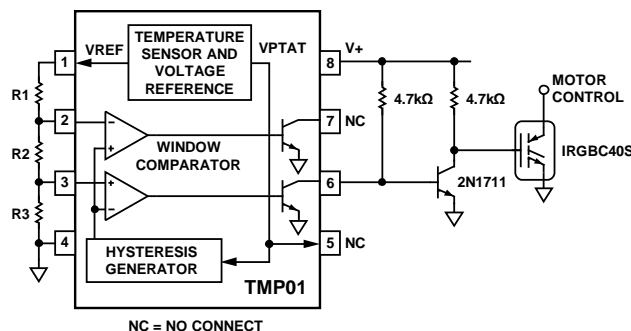 TEMPERATURE
SENSOR AND
VOLTAGE
REFERENCE
VREF
VPTAT
1
8
V+
R1
4.7kΩ
4.7kΩ
MOTOR
CONTROL
2
7
NC
R2
WINDOW
COMPARATOR
IRGBC40S
3
6
2N1711
R3
4
5
NC
HYSTERESIS
GENERATOR
TMP01
NC = NO CONNECT